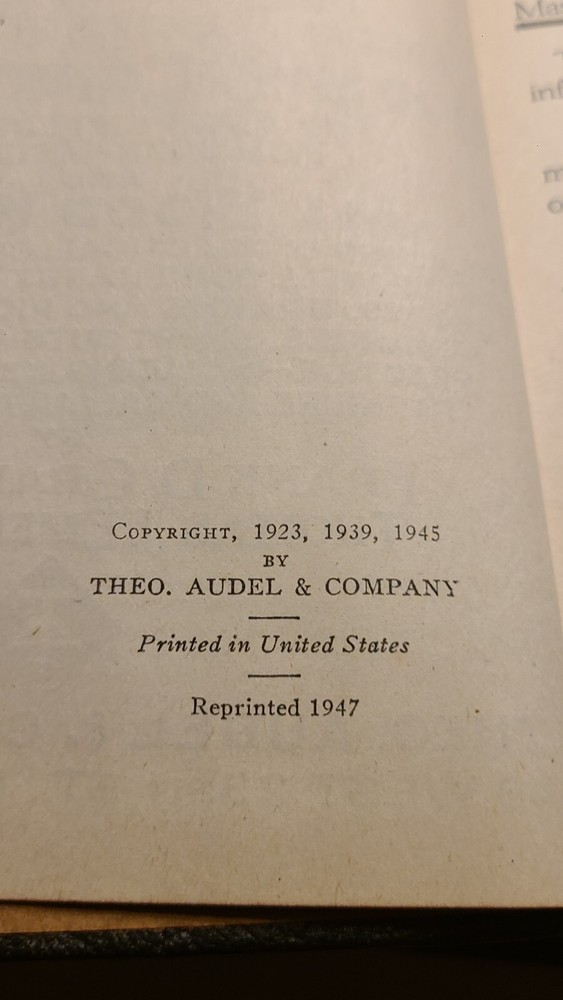 COPYRIGHT, 1923, 1939, 1945
BY
THEO. AUDEL & COMPANY
Printed in United States
Reprinted 1947